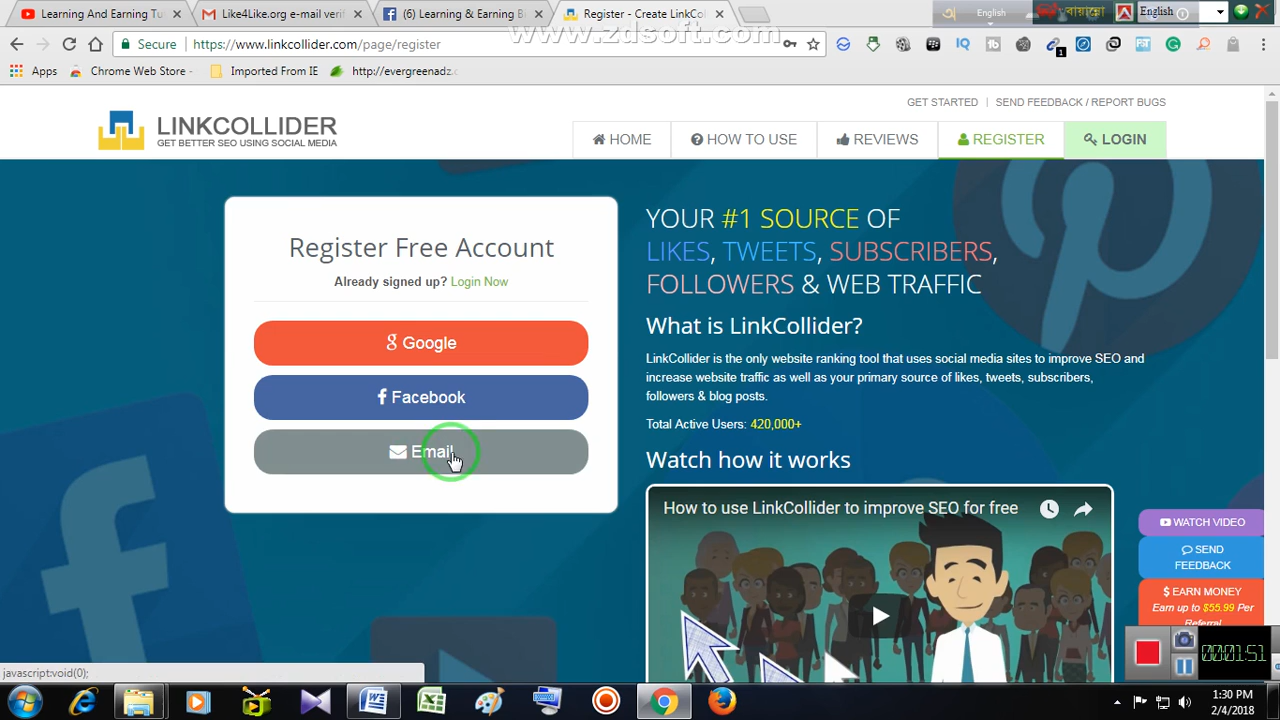 Learning And Earning Tu
Like4Like.org email verif
(6) Learning & Earning B
Register - Create LinkCol
English
বায়ান্নো
English
Secure
https://www.linkcollider.com/page/register
www.zdsoft.com
1
Apps
Chrome Web Store -
Imported From IE
http://evergreenadz.c
GET STARTED | SEND FEEDBACK / REPORT BUGS
LINKCOLLIDER
GET BETTER SEO USING SOCIAL MEDIA
HOME
HOW TO USE
REVIEWS
REGISTER
LOGIN
Register Free Account
Already signed up? Login Now
Google
Facebook
Email
YOUR #1 SOURCE OF
LIKES, TWEETS, SUBSCRIBERS,
FOLLOWERS & WEB TRAFFIC
What is LinkCollider?
LinkCollider is the only website ranking tool that uses social media sites to improve SEO and
increase website traffic as well as your primary source of likes, tweets, subscribers,
followers & blog posts.
Total Active Users: 420,000+
Watch how it works
How to use LinkCollider to improve SEO for free
WATCH VIDEO
SEND
FEEDBACK
$ EARN MONEY
Earn up to $55.99 Per
Referral
javascript:void(0);
00:01:51
1:30 PM
2/4/2018